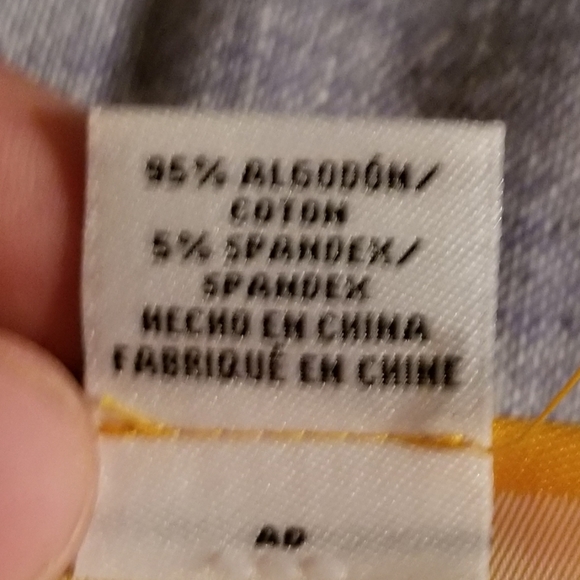 95% ALGODÓN/
COTON
5% SPANDEX/
SPANDEX
HECHO EN CHINA
FABRIQUÉ EN CHINE
AD